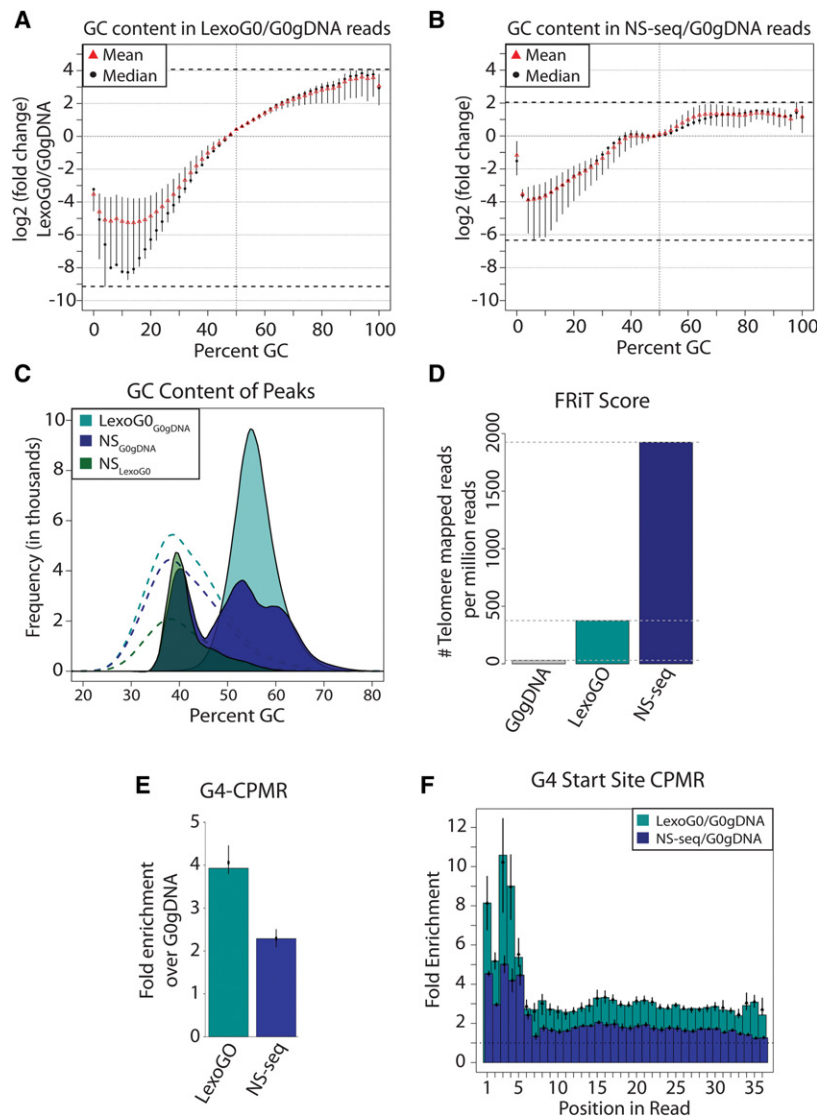 A
GC content in LexoG0/G0gDNA reads
Mean
Median
log2 (fold change)
LexoG0/G0gDNA
4
2
0
-2
-4
-6
-8
-10
0 20 40 60 80 100
Percent GC
B
GC content in NS-seq/G0gDNA reads
Mean
Median
log2 (fold change)
4
2
0
-2
-4
-6
-8
-10
0 20 40 60 80 100
Percent GC
C
GC Content of Peaks
LexoG0G0gDNA
NSG0gDNA
NSLexoG0
Frequency (in thousands)
10
8
6
4
2
0
20 30 40 50 60 70 80
Percent GC
D
FRiT Score
# Telomere mapped reads
per million reads
2000
1500
500
0
G0gDNA
LexoGO
NS-seq
E
G4-CPMR
Fold enrichment
over G0gDNA
5
4
3
2
1
0
LexoGO
NS-seq
F
G4 Start Site CPMR
LexoG0/G0gDNA
NS-seq/G0gDNA
Fold Enrichment
12
10
8
6
4
2
0
1 5 10 15 20 25 30 35
Position in Read